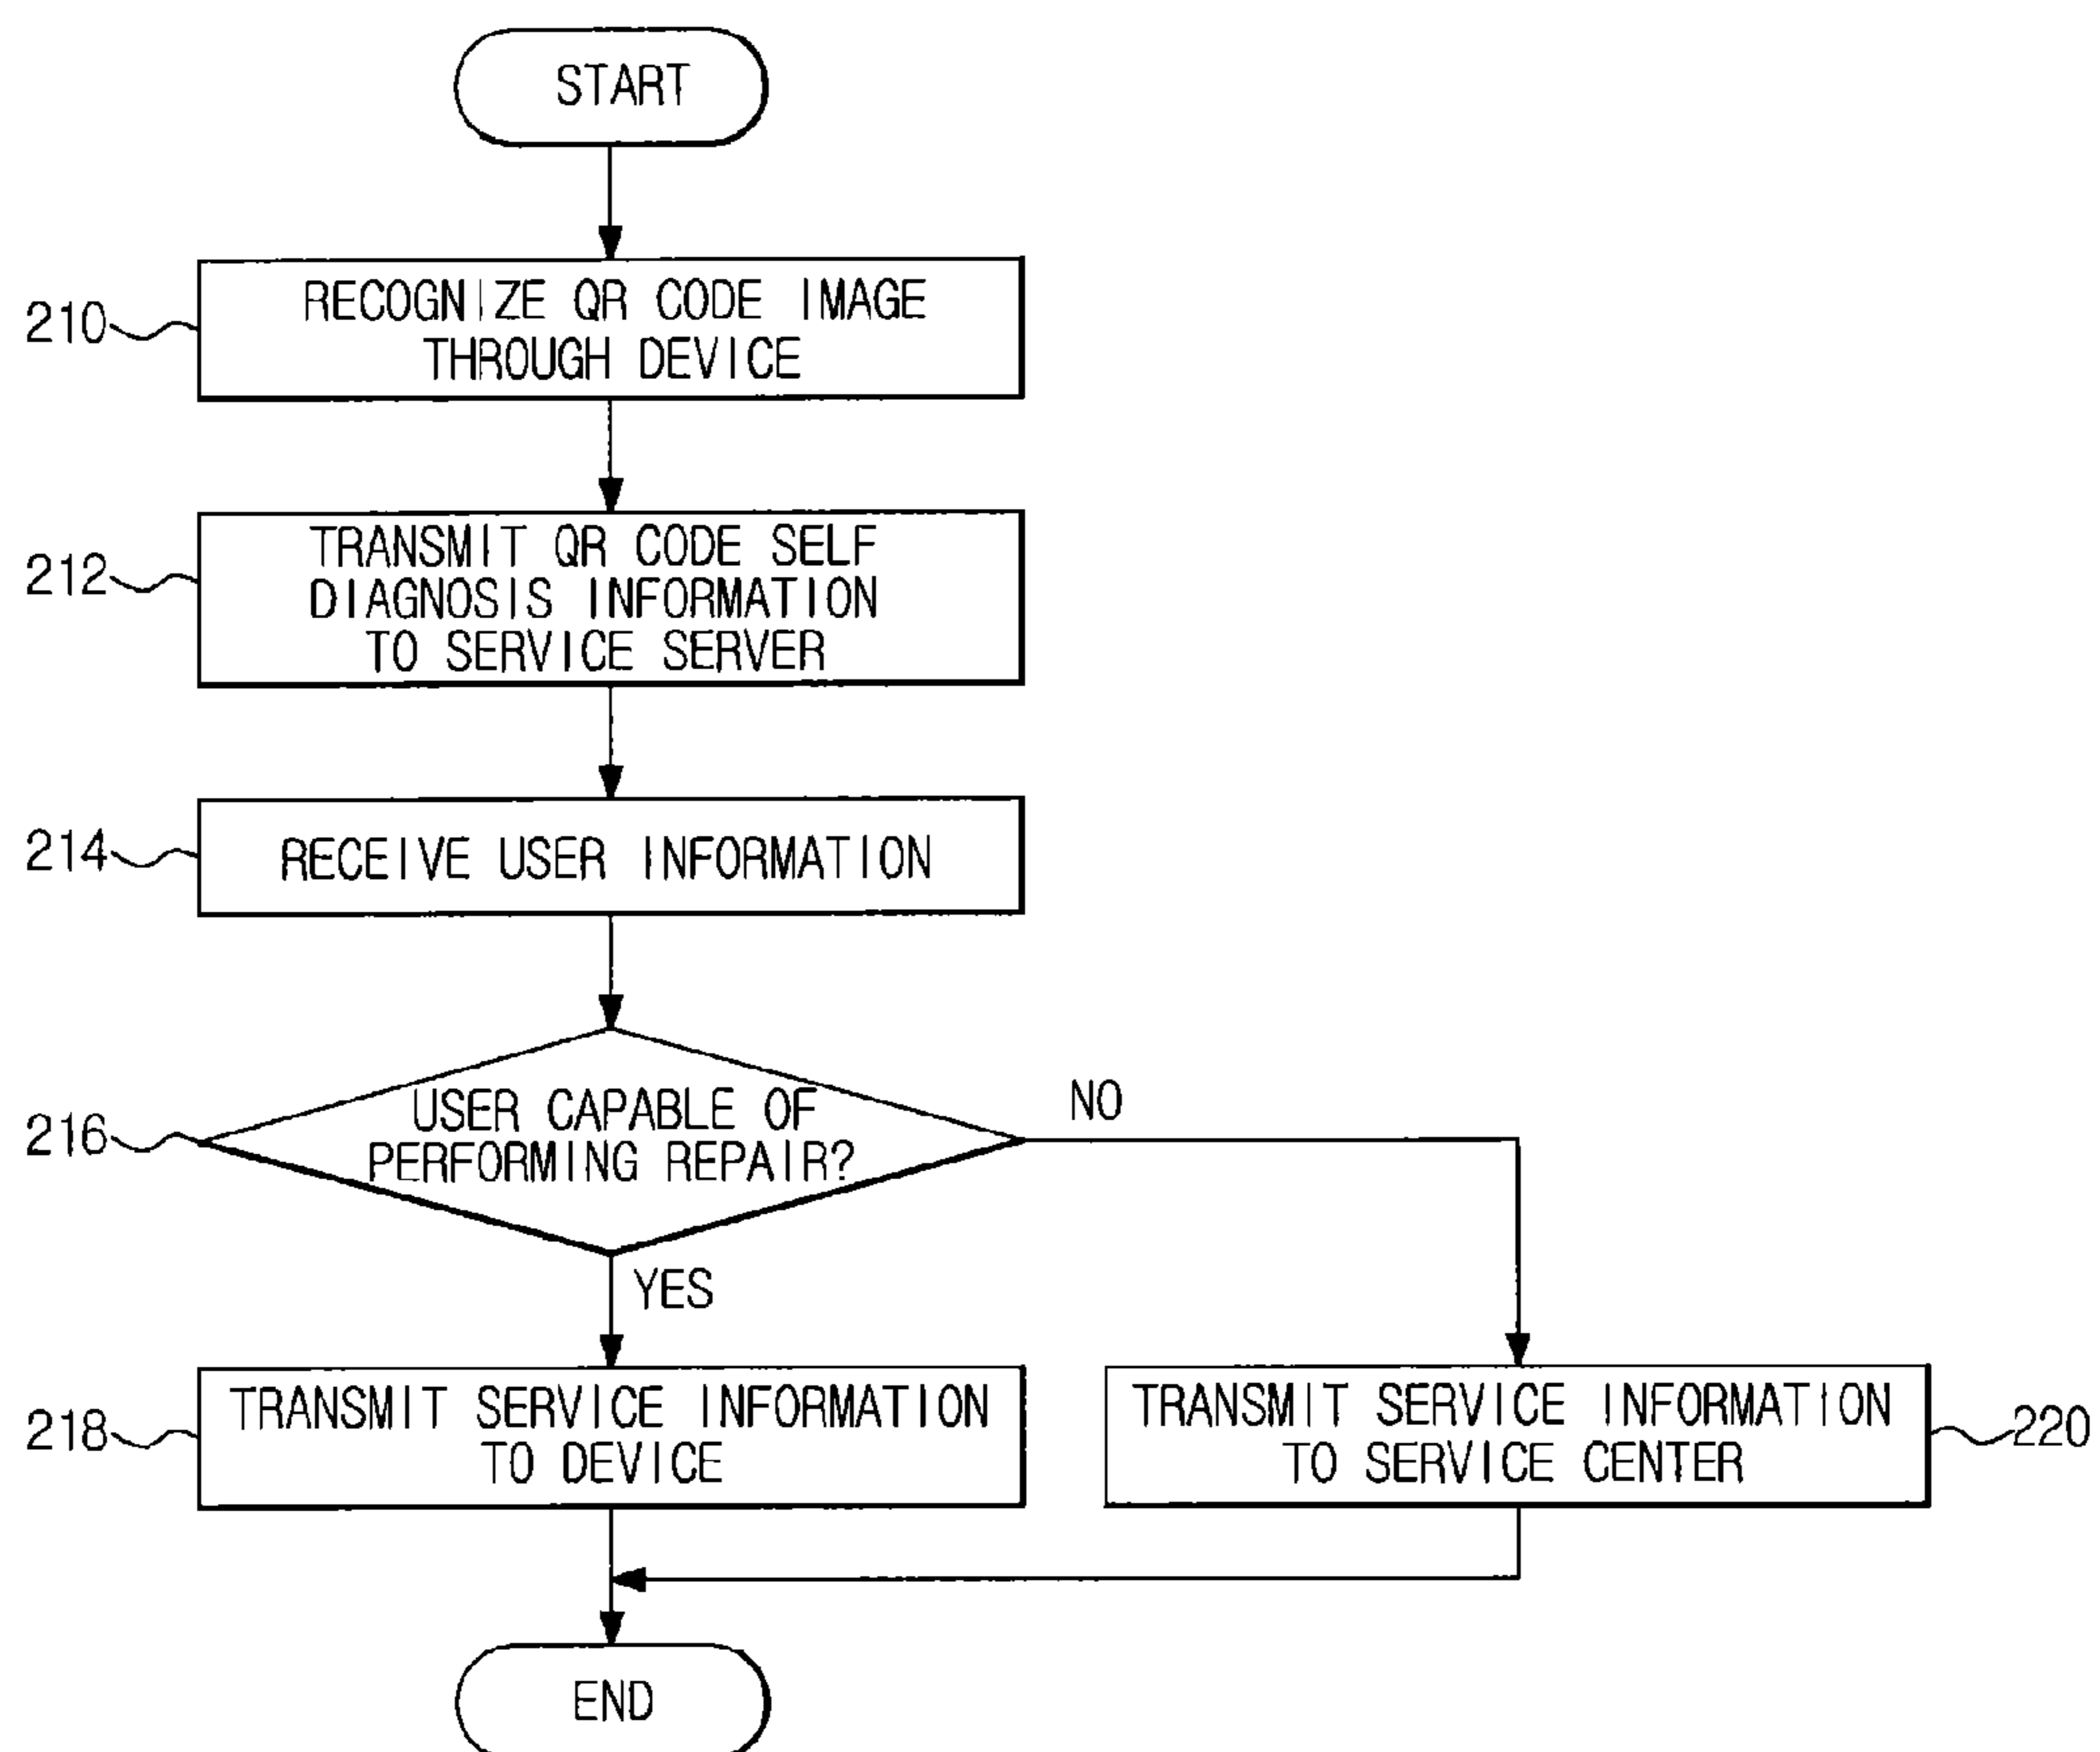 START
210
RECOGNIZE QR CODE IMAGE
THROUGH DEVICE
212
TRANSMIT QR CODE SELF
DIAGNOSIS INFORMATION
TO SERVICE SERVER
214
RECEIVE USER INFORMATION
216
USER CAPABLE OF
PERFORMING REPAIR?
NO
YES
218
TRANSMIT SERVICE INFORMATION
TO DEVICE
TRANSMIT SERVICE INFORMATION
TO SERVICE CENTER
220
END